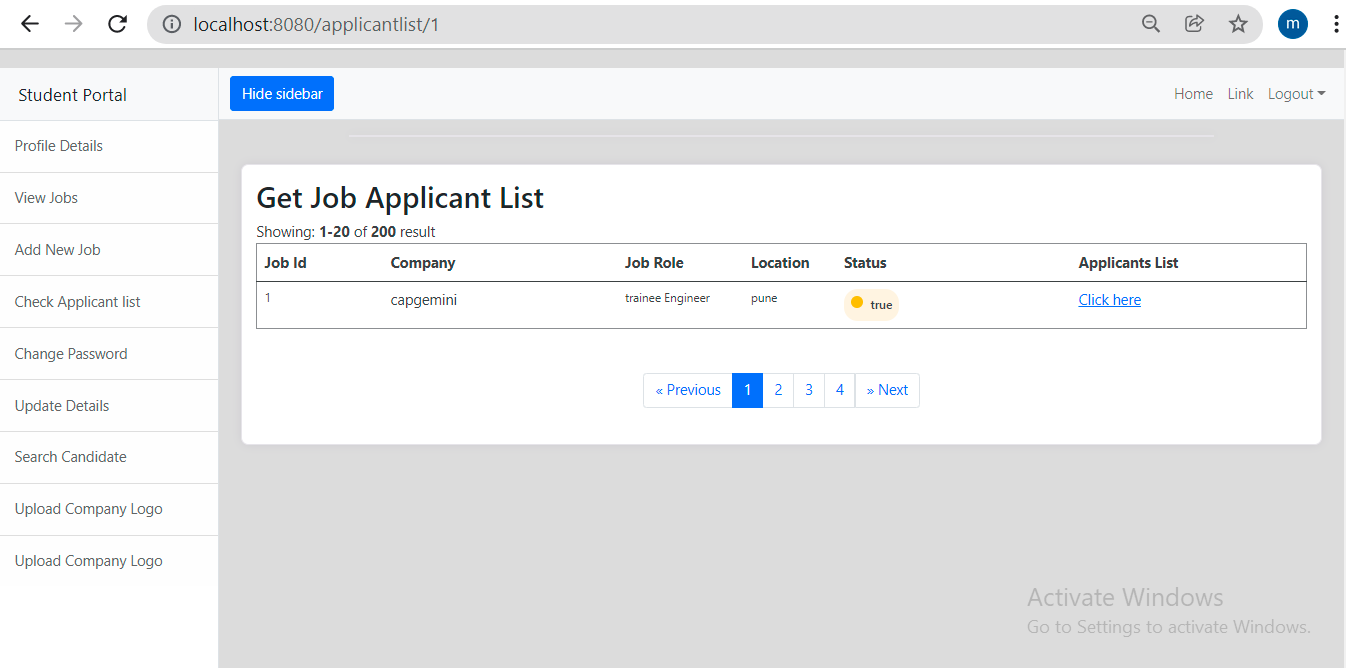 localhost:8080/applicantlist/1
m
Student Portal
Hide sidebar
Home Link Logout
Profile Details
View Jobs
Add New Job
Check Applicant list
Change Password
Update Details
Search Candidate
Upload Company Logo
Upload Company Logo
Get Job Applicant List
Showing: 1-20 of 200 result
Job Id Company Job Role Location Status Applicants List
1 capgemini trainee Engineer pune true Click here
« Previous 1 2 3 4 » Next
Activate Windows
Go to Settings to activate Windows.